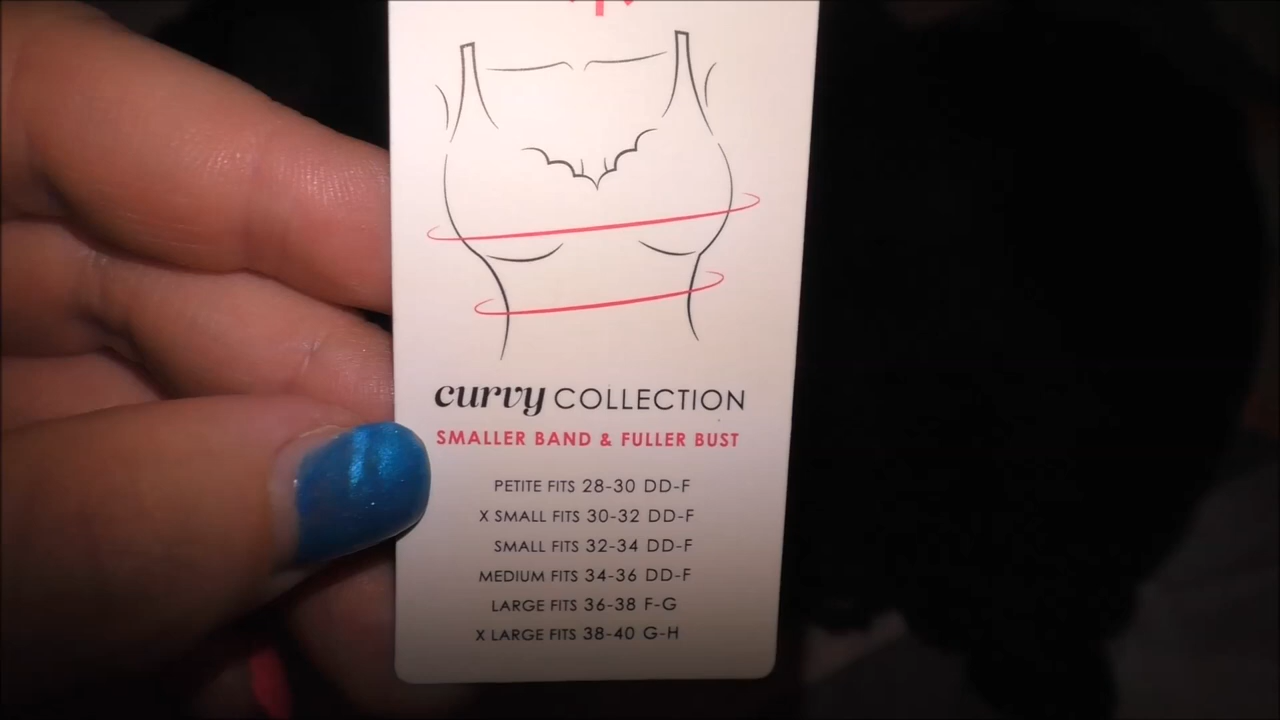 curvy COLLECTION
SMALLER BAND & FULLER BUST
PETITE FITS 28-30 DD-F
X SMALL FITS 30-32 DD-F
SMALL FITS 32-34 DD-F
MEDIUM FITS 34-36 DD-F
LARGE FITS 36-38 F-G
X LARGE FITS 38-40 G-H